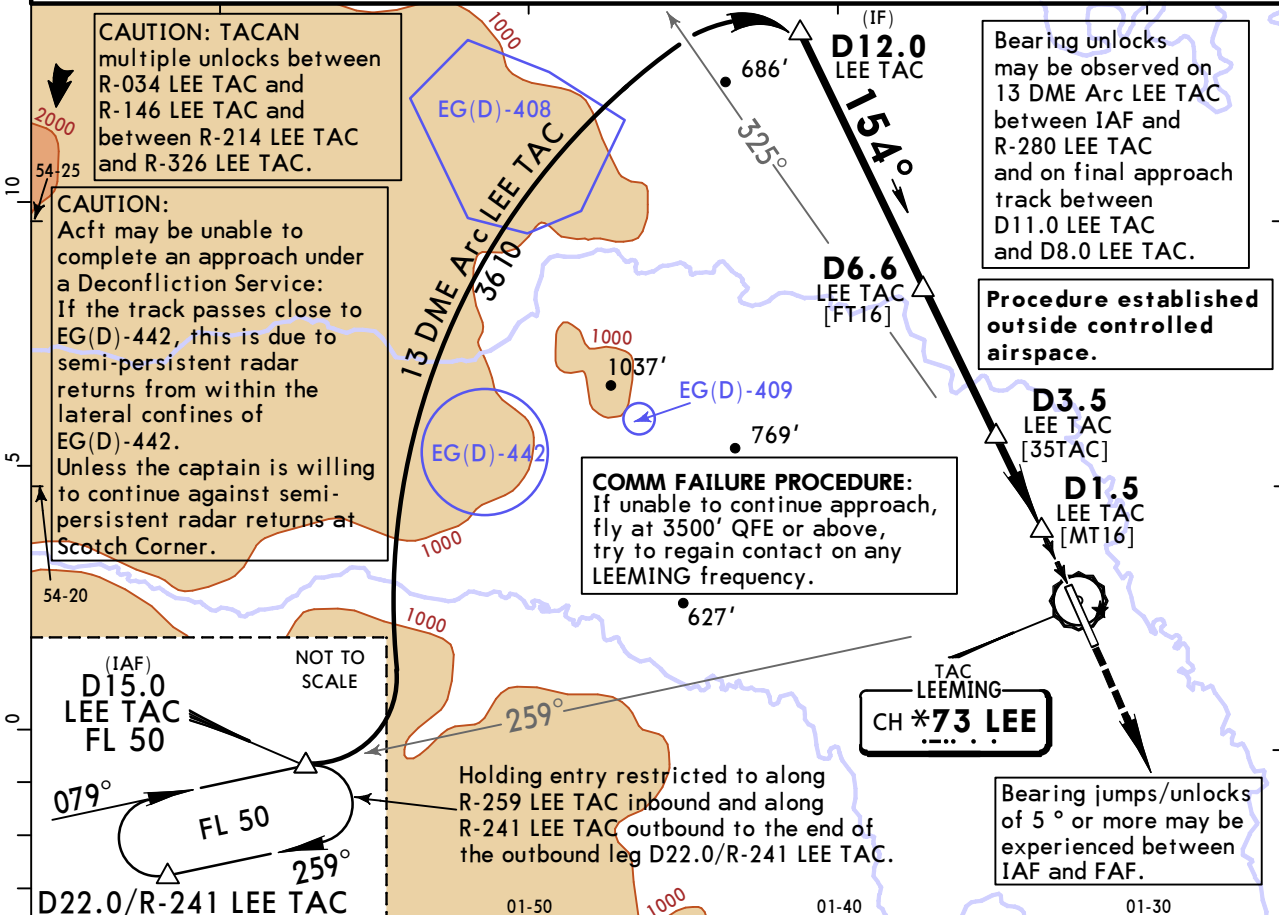 CAUTION: TACAN
multiple unlocks between
R-034 LEE TAC and
R-146 LEE TAC and
between R-214 LEE TAC
and R-326 LEE TAC.
1000
EG(D)-408
686'
(IF)
D12.0
LEE TAC
Bearing unlocks
may be observed on
13 DME Arc LEE TAC
between IAF and
R-280 LEE TAC
and on final approach
track between
D11.0 LEE TAC
and D8.0 LEE TAC.
2000
54-25
10
325°
154°
13 DME Arc LEE TAC
3610
CAUTION:
Acft may be unable to
complete an approach under
a Deconfliction Service:
If the track passes close to
EG(D)-442, this is due to
semi-persistent radar
returns from within the
lateral confines of
EG(D)-442.
Unless the captain is willing
to continue against semi-
persistent radar returns at
Scotch Corner.
D6.6
LEE TAC
[FT16]
Procedure established
outside controlled
airspace.
1000
1037'
EG(D)-409
769'
D3.5
LEE TAC
[35TAC]
5
EG(D)-442
1000
COMM FAILURE PROCEDURE:
If unable to continue approach,
fly at 3500' QFE or above,
try to regain contact on any
LEEMING frequency.
D1.5
LEE TAC
[MT16]
54-20
1000
627'
(IAF)
D15.0
LEE TAC
FL 50
NOT TO
SCALE
TAC
LEEMING
CH *73 LEE
0
259°
079°
FL 50
259°
D22.0/R-241 LEE TAC
Holding entry restricted to along
R-259 LEE TAC inbound and along
R-241 LEE TAC outbound to the end of
the outbound leg D22.0/R-241 LEE TAC.
Bearing jumps/unlocks
of 5 ° or more may be
experienced between
IAF and FAF.
01-50
1000
01-40
01-30